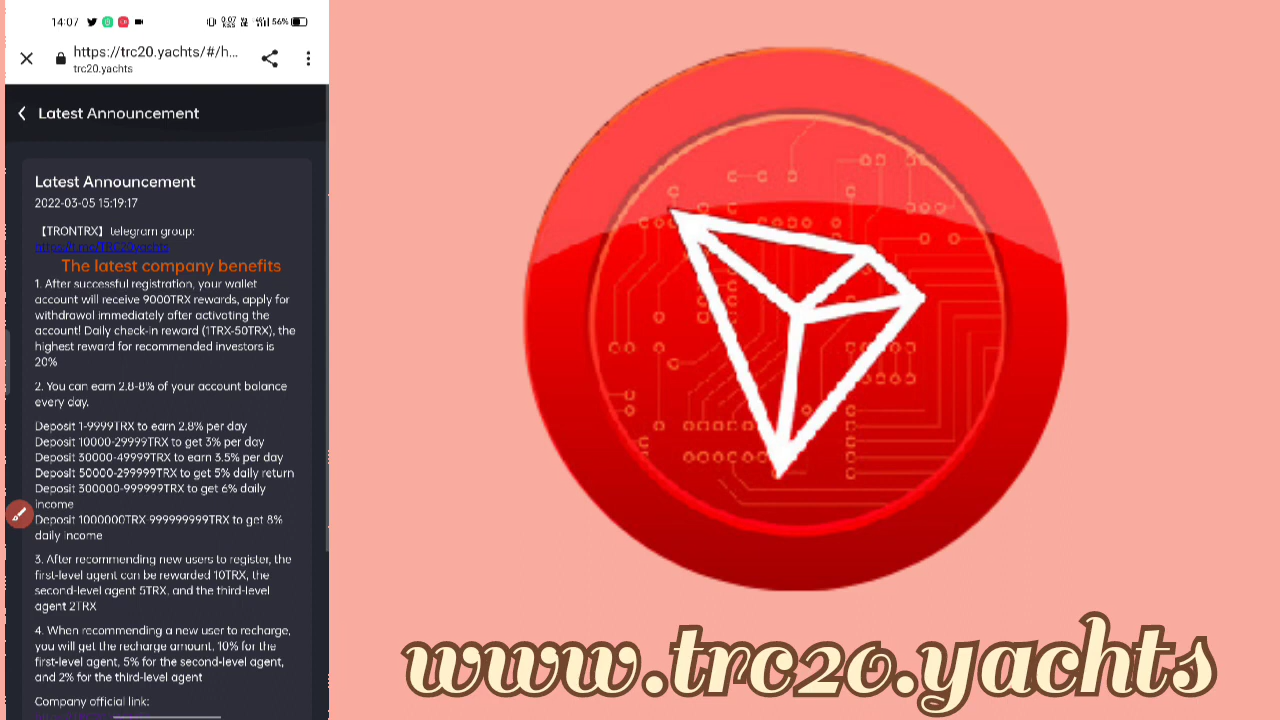 14:07
56%
https://trc20.yachts/#/h...
trc20.yachts
Latest Announcement
Latest Announcement
2022-03-05 15:19:17
【TRONTRX】 telegram group:
https://t.me/TRC20yachts
The latest company benefits
1. After successful registration, your wallet
account will receive 9000TRX rewards, apply for
withdrawal immediately after activating the
account! Daily check-in reward (1TRX-50TRX), the
highest reward for recommended investors is
20%
2. You can earn 2.8-8% of your account balance
every day.
Deposit 1-9999TRX to earn 2.8% per day
Deposit 10000-29999TRX to get 3% per day
Deposit 30000-49999TRX to earn 3.5% per day
Deposit 50000-299999TRX to get 5% daily return
Deposit 300000-999999TRX to get 6% daily
income
Deposit 1000000TRX 999999999TRX to get 8%
daily income
3. After recommending new users to register, the
first-level agent can be rewarded 10TRX, the
second-level agent 5TRX, and the third-level
agent 2TRX
4. When recommending a new user to recharge,
you will get the recharge amount, 10% for the
first-level agent, 5% for the second-level agent,
and 2% for the third-level agent
Company official link:
www.trc20.yachts